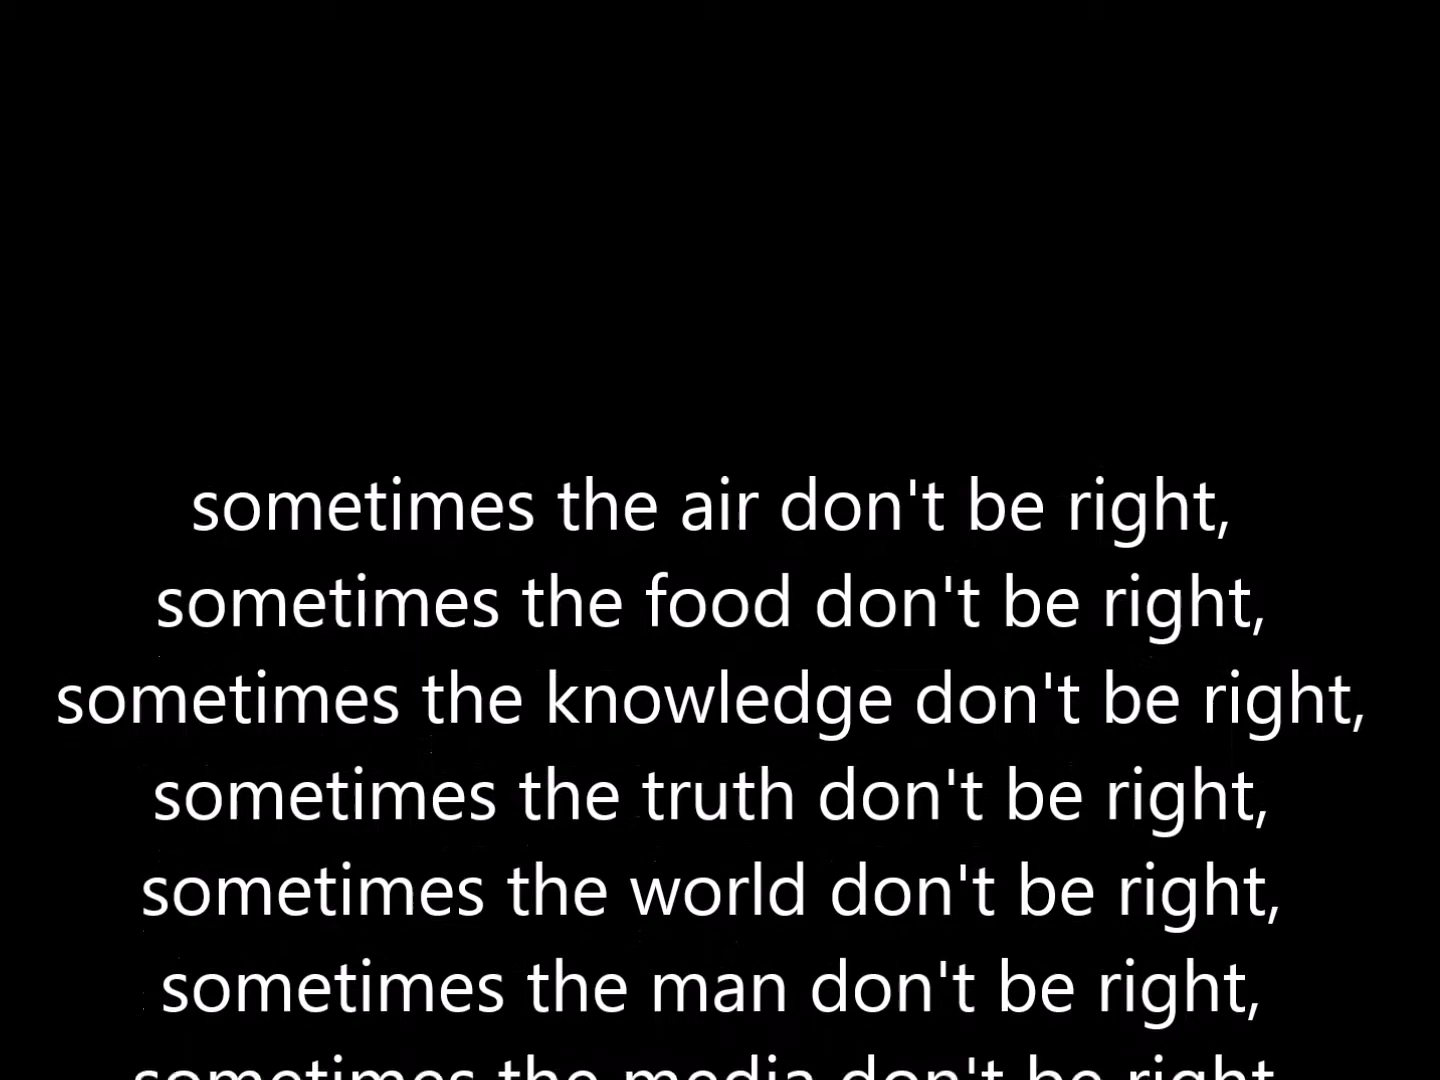 sometimes the air don't be right,
sometimes the food don't be right,
sometimes the knowledge don't be right,
sometimes the truth don't be right,
sometimes the world don't be right,
sometimes the man don't be right,
sometimes the media don't be right